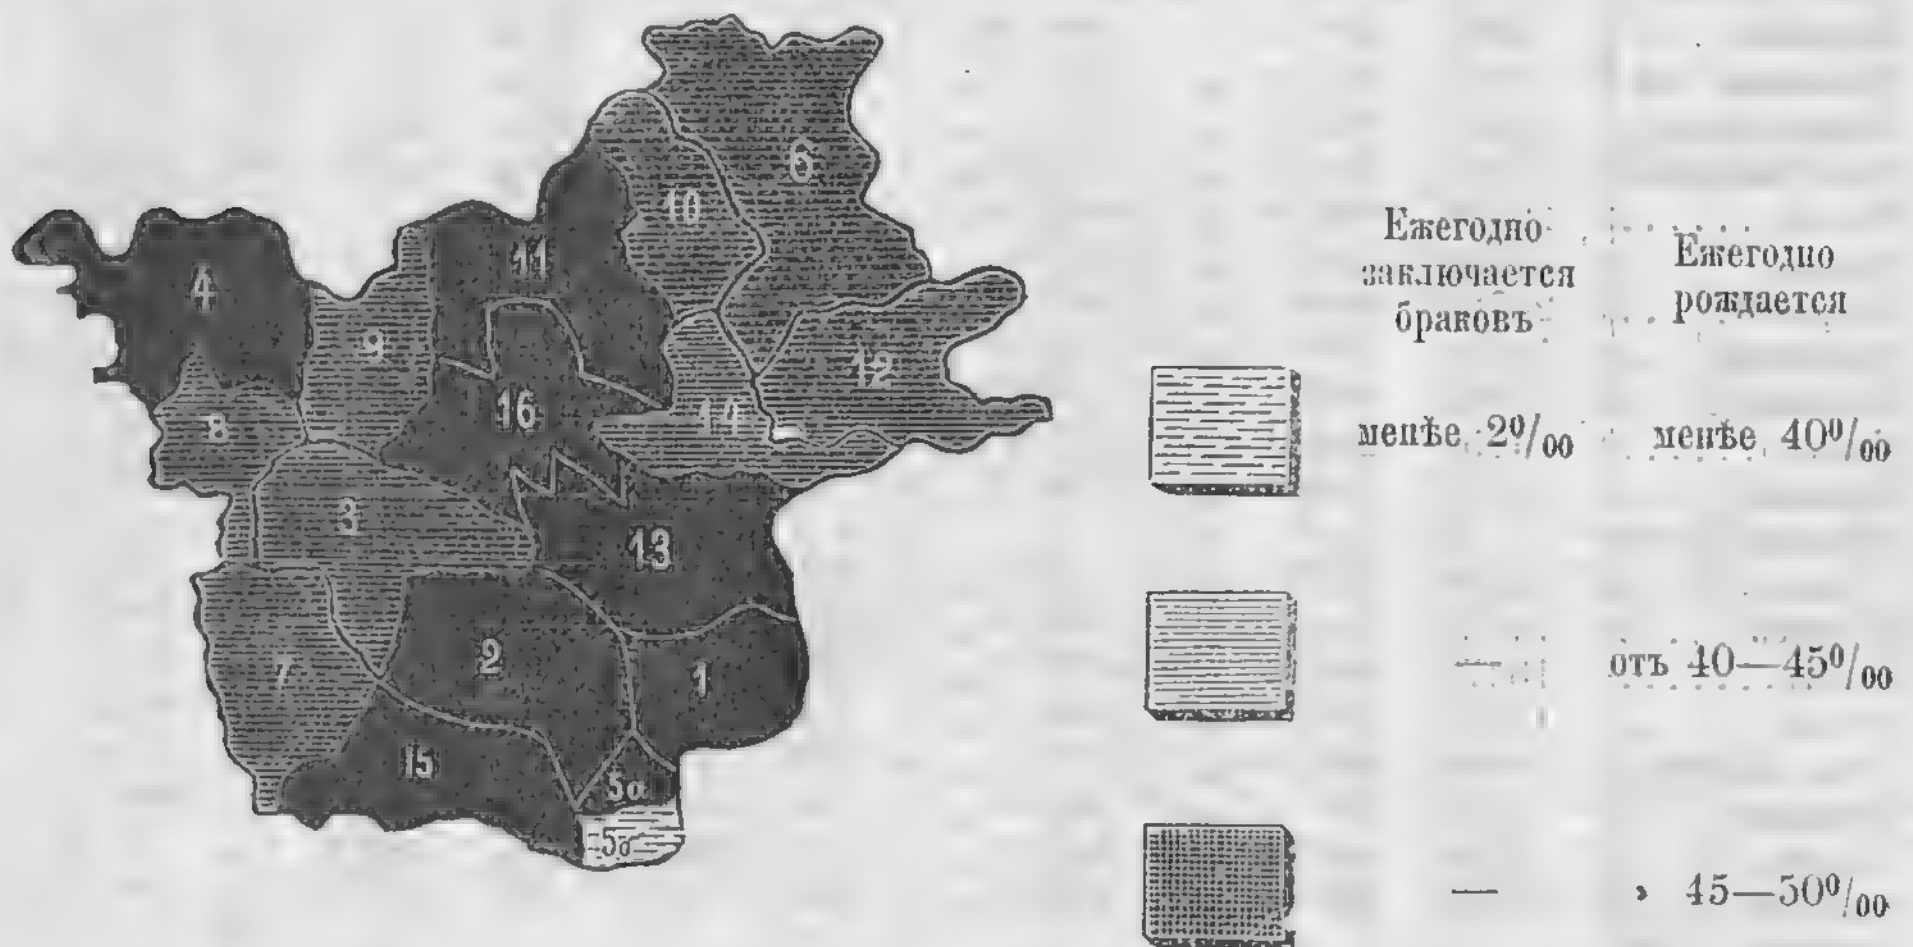 6
10
11
4
9
12
16
14
8
3
13
2
1
7
15
5а
5б
Ежегодно
заключается
браковъ
Ежегодно
рождается
менѣе 2⁰/₀₀ менѣе 40⁰/₀₀
— отъ 40—45⁰/₀₀
— » 45—50⁰/₀₀